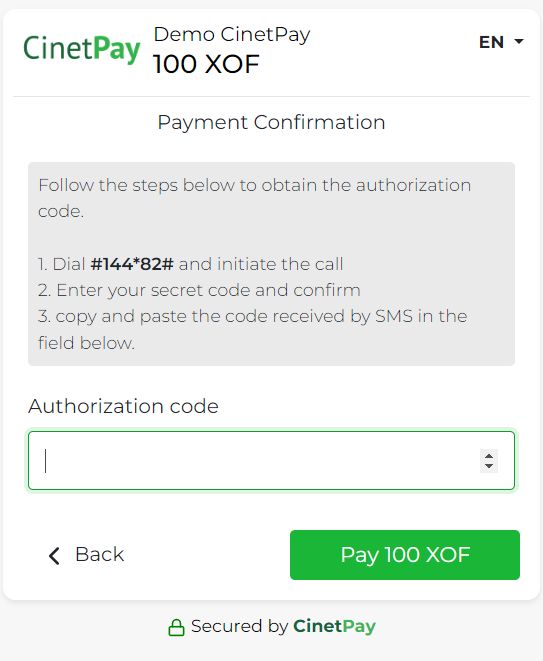 CinetPay
Demo CinetPay
100 XOF
EN
Payment Confirmation
Follow the steps below to obtain the authorization
code.
1. Dial #144*82# and initiate the call
2. Enter your secret code and confirm
3. copy and paste the code received by SMS in the
field below.
Authorization code
Back
Pay 100 XOF
Secured by CinetPay